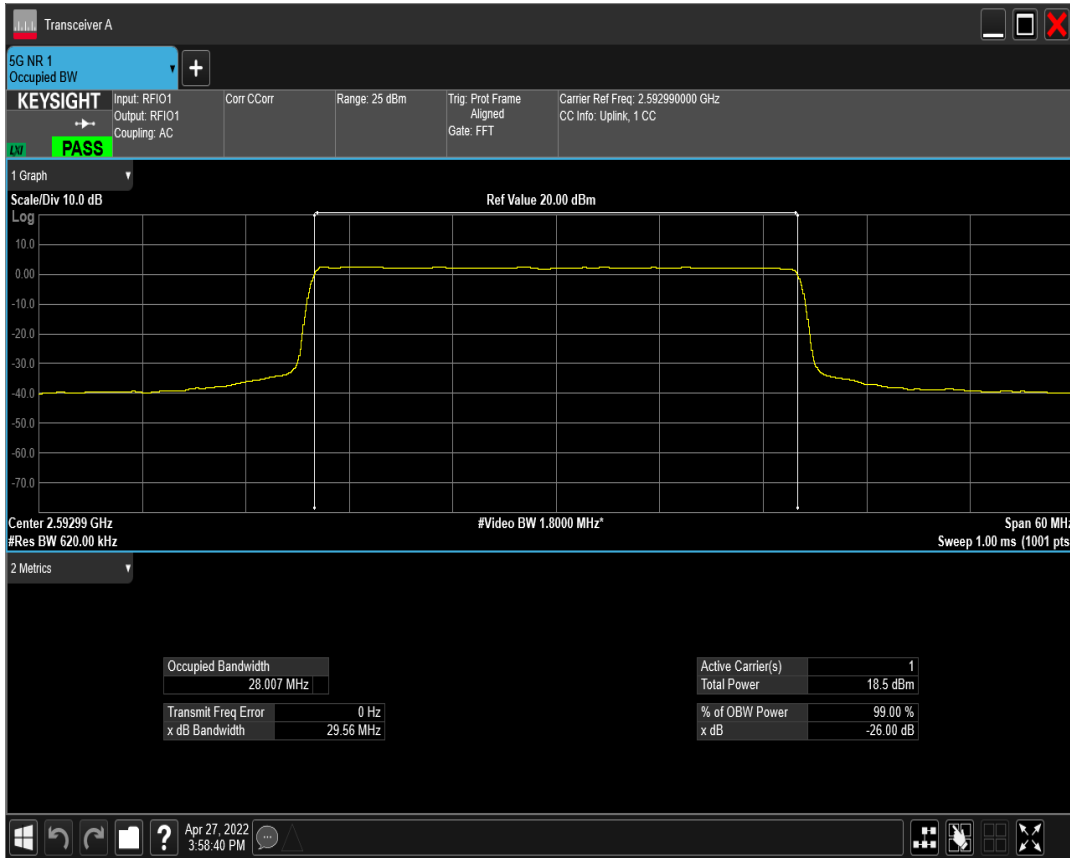 Transceiver A
5G NR 1
Occupied BW
+
KEYSIGHT
LXI
PASS
Input: RFIO1
Output: RFIO1
Coupling: AC
Corr CCorr
Range: 25 dBm
Trig: Prot Frame
Aligned
Gate: FFT
Carrier Ref Freq: 2.592990000 GHz
CC Info: Uplink, 1 CC
1 Graph
Scale/Div 10.0 dB
Ref Value 20.00 dBm
Log
10.0
0.00
-10.0
-20.0
-30.0
-40.0
-50.0
-60.0
-70.0
Center 2.59299 GHz
#Video BW 1.8000 MHz*
Span 60 MHz
#Res BW 620.00 kHz
Sweep 1.00 ms (1001 pts
2 Metrics
Occupied Bandwidth
28.007 MHz
Transmit Freq Error 0 Hz
x dB Bandwidth 29.56 MHz
Active Carrier(s) 1
Total Power 18.5 dBm
% of OBW Power 99.00 %
x dB -26.00 dB
?
Apr 27, 2022
3:58:40 PM